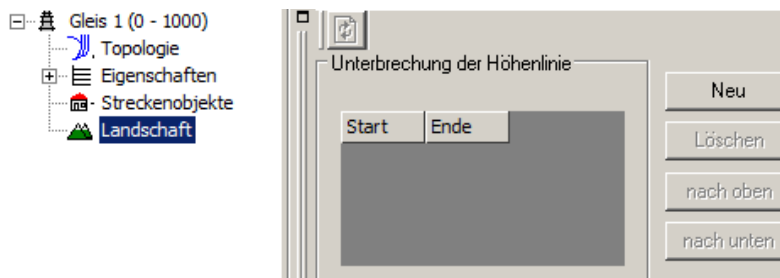 Gleis 1 (0 - 1000)
Topologie
Eigenschaften
Streckenobjekte
Landschaft
Unterbrechung der Höhenlinie
Start Ende
Neu
Löschen
nach oben
nach unten